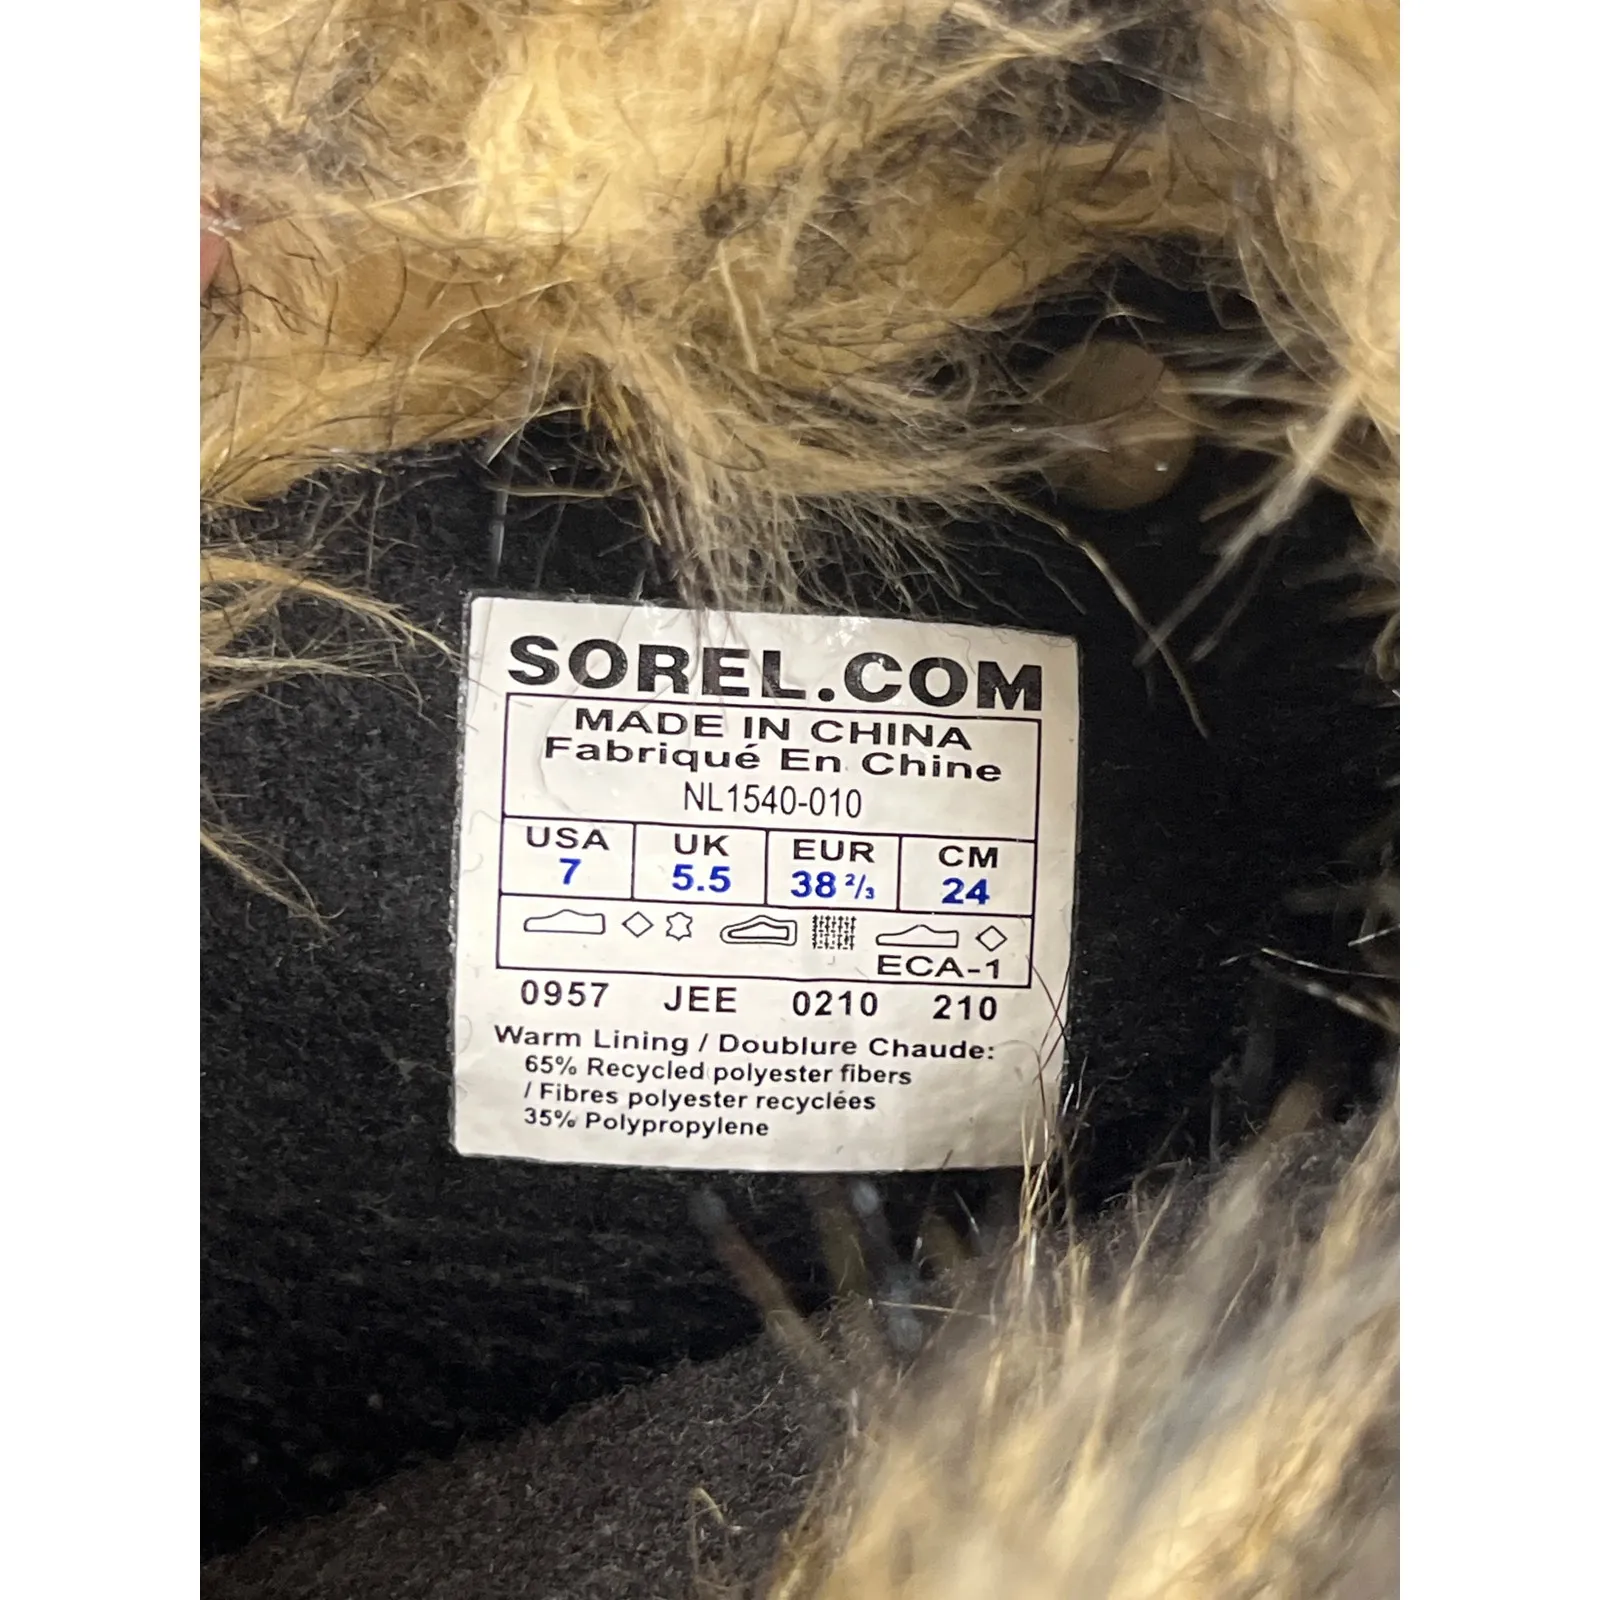 SOREL.COM
MADE IN CHINA
Fabriqué En Chine
NL1540-010
USA UK EUR CM
7 5.5 38 2/3 24
ECA-1
0957 JEE 0210 210
Warm Lining / Doublure Chaude:
65% Recycled polyester fibers
/ Fibres polyester recyclées
35% Polypropylene